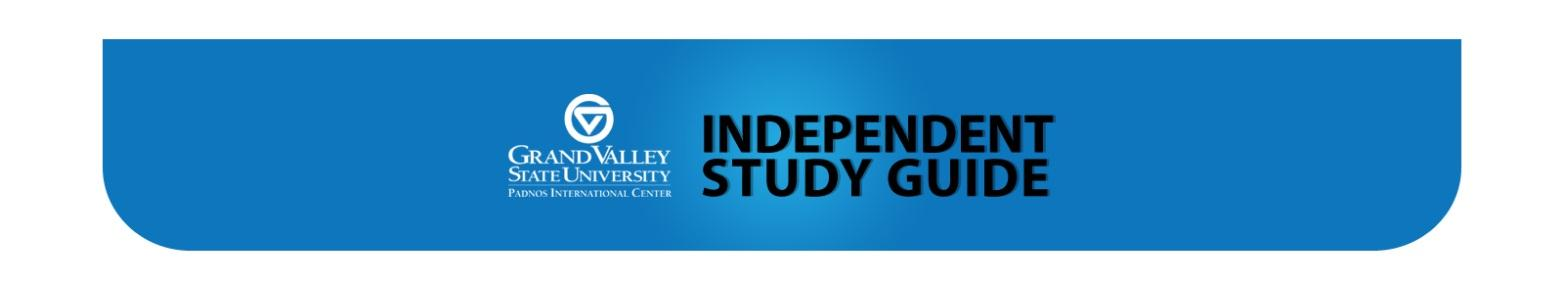 GRAND VALLEY
STATE UNIVERSITY
PADNOS INTERNATIONAL CENTER
INDEPENDENT
STUDY GUIDE